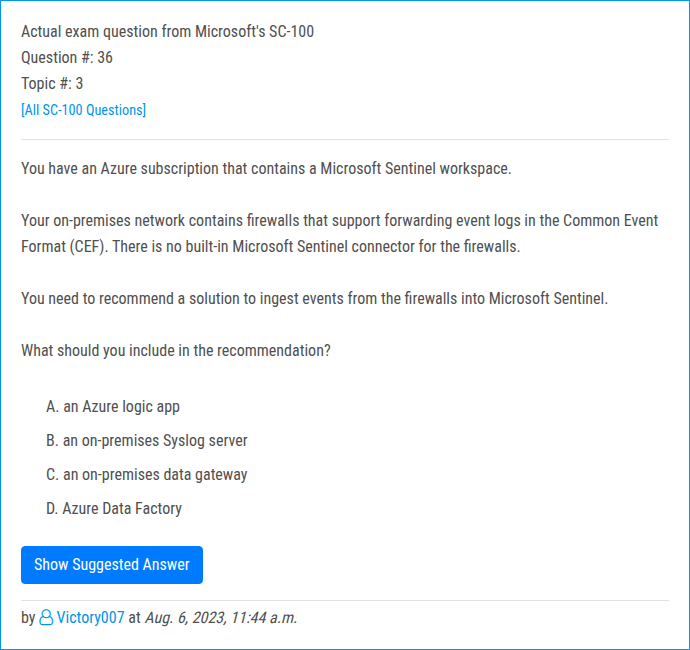 Actual exam question from Microsoft's SC-100
Question #: 36
Topic #: 3
[All SC-100 Questions]
You have an Azure subscription that contains a Microsoft Sentinel workspace.
Your on-premises network contains firewalls that support forwarding event logs in the Common Event
Format (CEF). There is no built-in Microsoft Sentinel connector for the firewalls.
You need to recommend a solution to ingest events from the firewalls into Microsoft Sentinel.
What should you include in the recommendation?
A. an Azure logic app
B. an on-premises Syslog server
C. an on-premises data gateway
D. Azure Data Factory
Show Suggested Answer
by Victory007 at Aug. 6, 2023, 11:44 a.m.